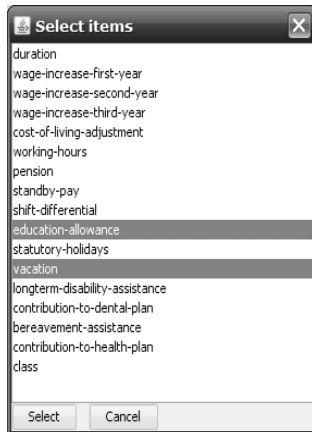 Select items
duration
wage-increase-first-year
wage-increase-second-year
wage-increase-third-year
cost-of-living-adjustment
working-hours
pension
standby-pay
shift-differential
education-allowance
statutory-holidays
vacation
longterm-disability-assistance
contribution-to-dental-plan
bereavement-assistance
contribution-to-health-plan
class
Select Cancel